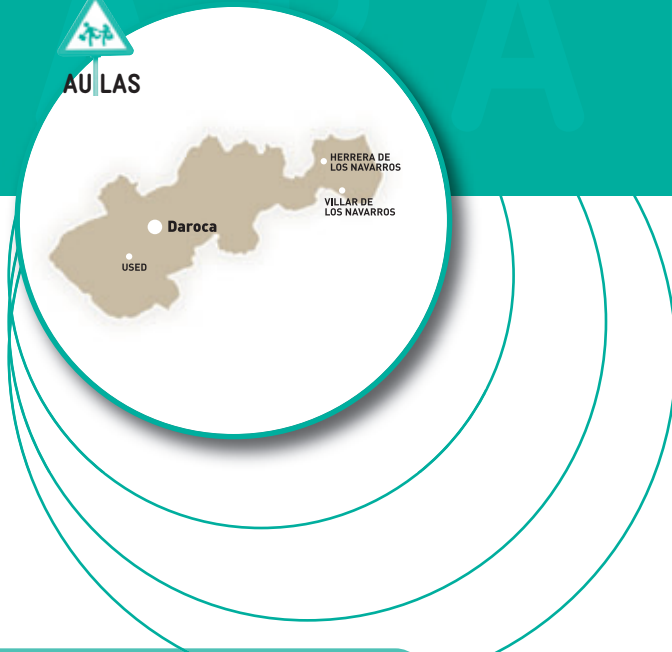 AULAS
HERRERA DE
LOS NAVARROS
VILLAR DE
LOS NAVARROS
Daroca
USED